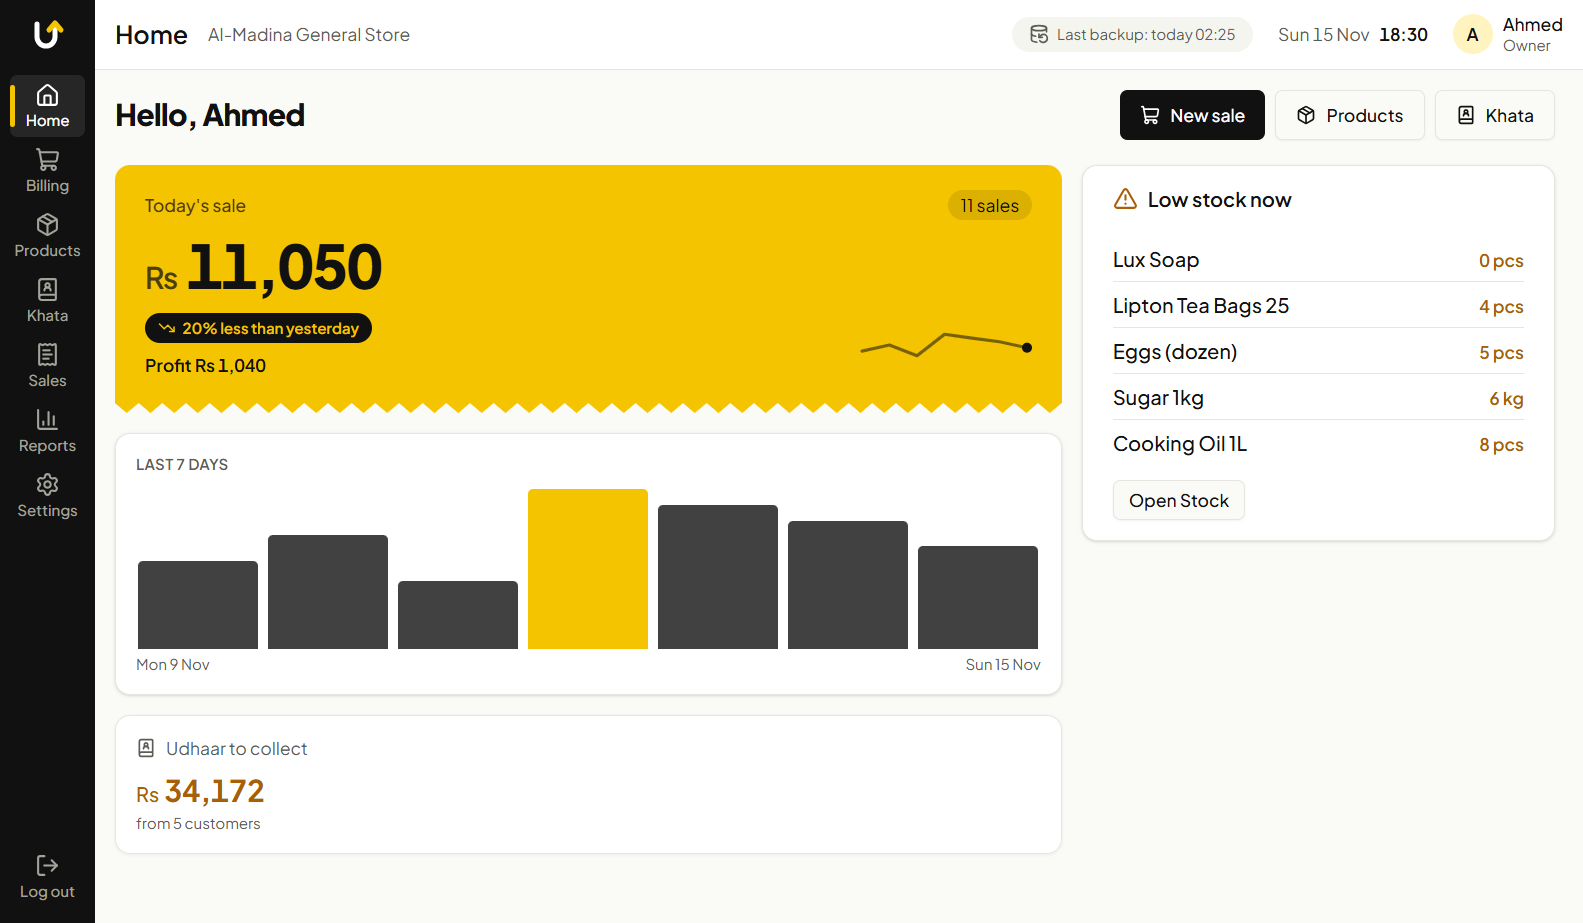 Home
Al-Madina General Store
Last backup: today 02:25
Sun 15 Nov 18:30
A
Ahmed
Owner
Home
Billing
Products
Khata
Sales
Reports
Settings
Log out
Hello, Ahmed
New sale
Products
Khata
Today's sale
11 sales
Rs 11,050
20% less than yesterday
Profit Rs 1,040
LAST 7 DAYS
Mon 9 Nov
Sun 15 Nov
Udhaar to collect
Rs 34,172
from 5 customers
Low stock now
Lux Soap 0 pcs
Lipton Tea Bags 25 4 pcs
Eggs (dozen) 5 pcs
Sugar 1kg 6 kg
Cooking Oil 1L 8 pcs
Open Stock